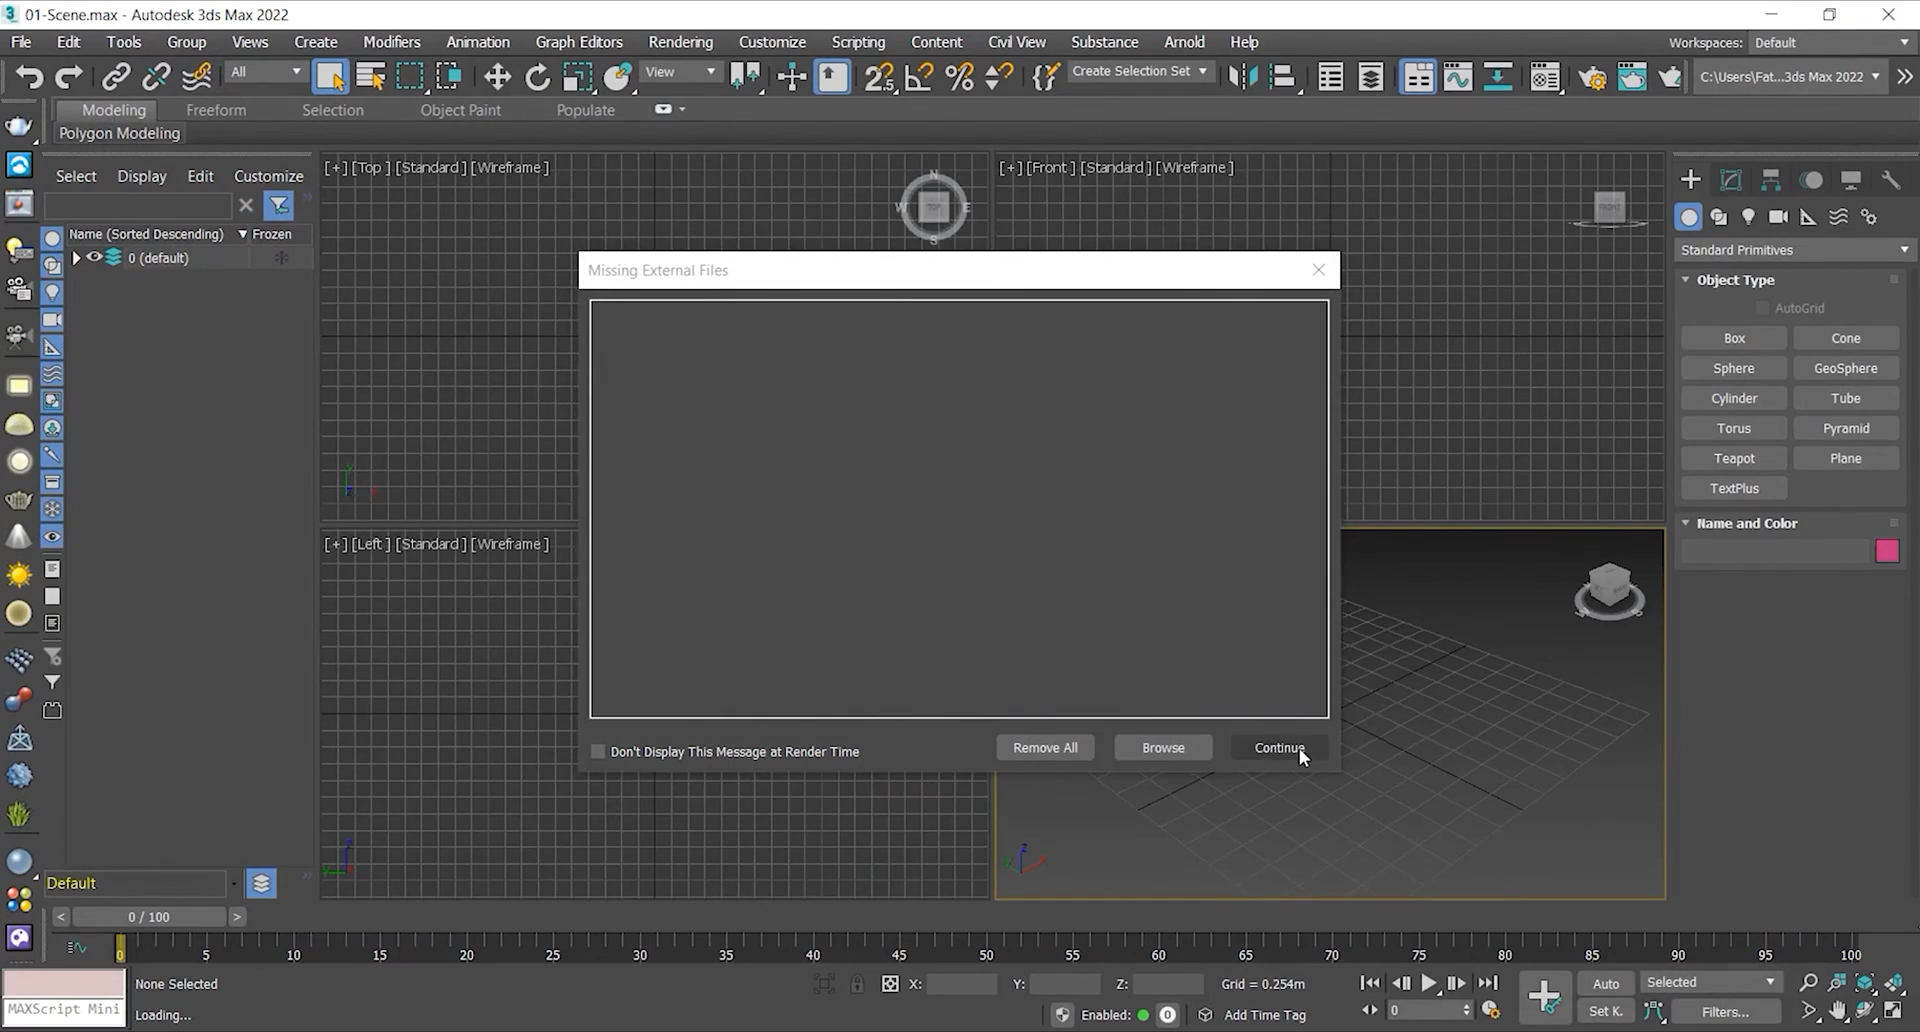 01-Scene.max - Autodesk 3ds Max 2022
File Edit Tools Group Views Create Modifiers Animation Graph Editors Rendering Customize Scripting Content Civil View Substance Arnold Help Workspaces: Default
All View Create Selection Set C:\Users\Fat...3ds Max 2022
Modeling Freeform Selection Object Paint Populate
Polygon Modeling
Select Display Edit Customize
Name (Sorted Descending) Frozen
0 (default)
[+] [Top ] [Standard ] [Wireframe ]
N
W TOP E
S
[+] [Front ] [Standard ] [Wireframe ]
FRONT
Missing External Files
Don't Display This Message at Render Time
Remove All Browse Continue
[+] [Left ] [Standard ] [Wireframe ]
Standard Primitives
Object Type
AutoGrid
Box Cone
Sphere GeoSphere
Cylinder Tube
Torus Pyramid
Teapot Plane
TextPlus
Name and Color
Default
< 0 / 100 >
0 5 10 15 20 25 30 35 40 45 50 55 60 65 70 75 80 85 90 95 100
None Selected X: Y: Z: Grid = 0.254m Auto Selected
MAXScript Mini Loading... Enabled: 0 Add Time Tag 0 Set K. Filters...